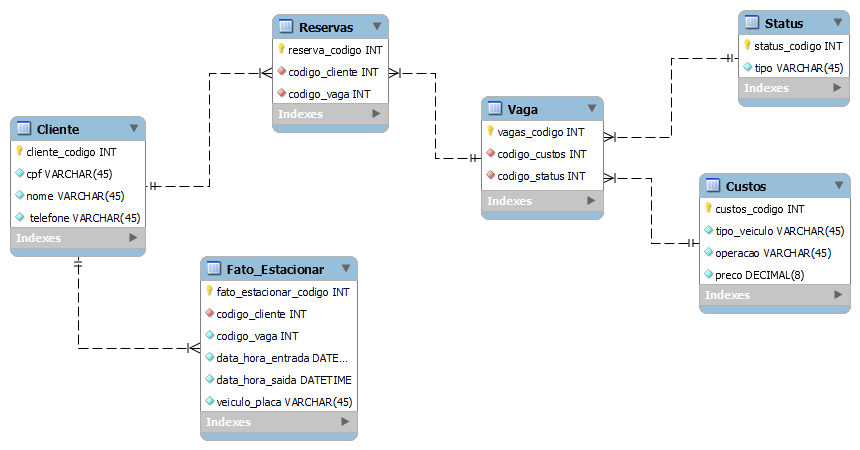 Reservas
reserva_codigo INT
codigo_cliente INT
codigo_vaga INT
Indexes
Status
status_codigo INT
tipo VARCHAR(45)
Indexes
Cliente
cliente_codigo INT
cpf VARCHAR(45)
nome VARCHAR(45)
telefone VARCHAR(45)
Indexes
Vaga
vagas_codigo INT
codigo_custos INT
codigo_status INT
Indexes
Custos
custos_codigo INT
tipo_veiculo VARCHAR(45)
operacao VARCHAR(45)
preco DECIMAL(8)
Indexes
Fato_Estacionar
fato_estacionar_codigo INT
codigo_cliente INT
codigo_vaga INT
data_hora_entrada DATE...
data_hora_saida DATETIME
veiculo_placa VARCHAR(45)
Indexes